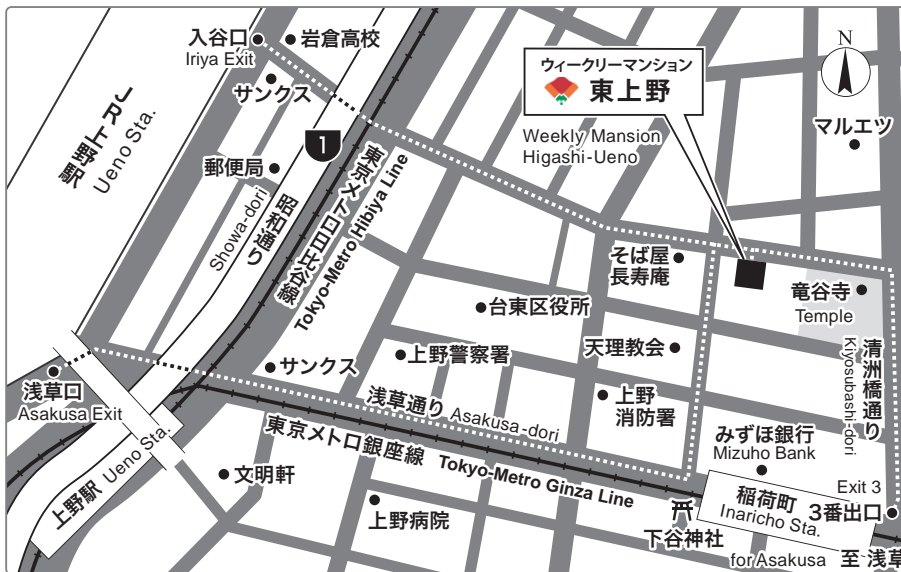 入谷口
Iriya Exit
岩倉高校
サンクス
JR上野駅
Ueno Sta.
1
郵便局
昭和通り
Showa-dori
東京メトロ日比谷線
Tokyo-Metro Hibiya Line
ウィークリーマンション
東上野
Weekly Mansion
Higashi-Ueno
N
マルエツ
そば屋
長寿庵
竜谷寺
Temple
台東区役所
天理教会
清洲橋通り
Kiyosubashi-dori
サンクス
上野警察署
上野
消防署
浅草口
Asakusa Exit
浅草通り Asakusa-dori
東京メトロ銀座線 Tokyo-Metro Ginza Line
みずほ銀行
Mizuho Bank
上野駅 Ueno Sta.
文明軒
上野病院
稲荷町
Inaricho Sta.
Exit 3
3番出口
下谷神社
for Asakusa 至 浅草